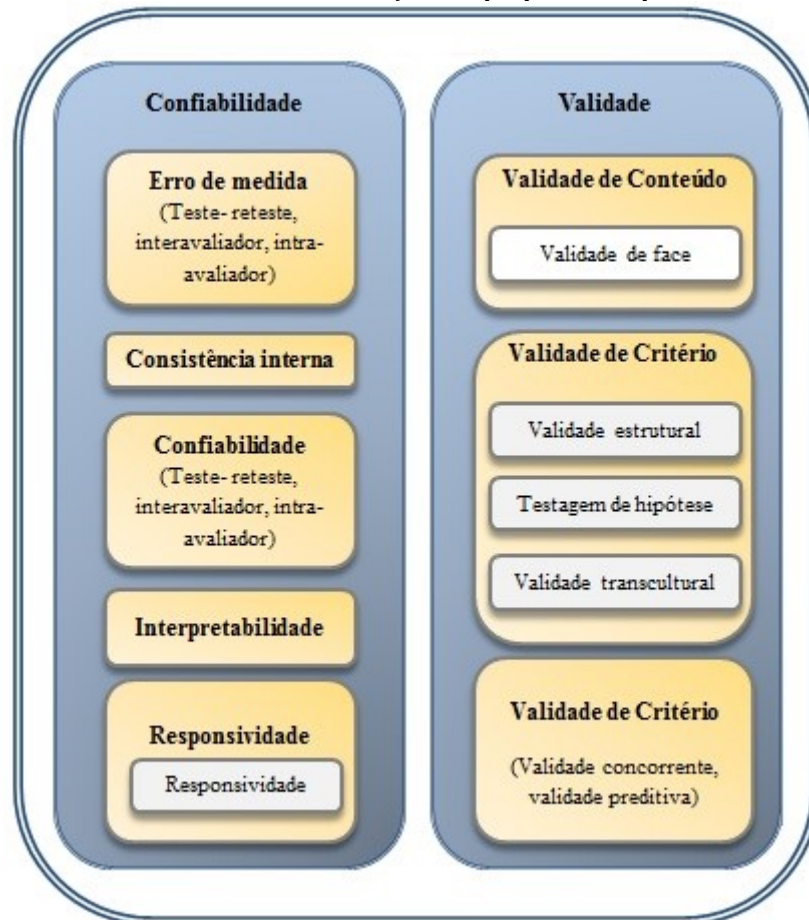 Confiabilidade
Erro de medida
(Teste- reteste,
interavaliador, intra-
avaliador)
Consistência interna
Confiabilidade
(Teste- reteste,
interavaliador, intra-
avaliador)
Interpretabilidade
Responsividade
Responsividade
Validade
Validade de Conteúdo
Validade de face
Validade de Critério
Validade estrutural
Testagem de hipótese
Validade transcultural
Validade de Critério
(Validade concorrente,
validade preditiva)